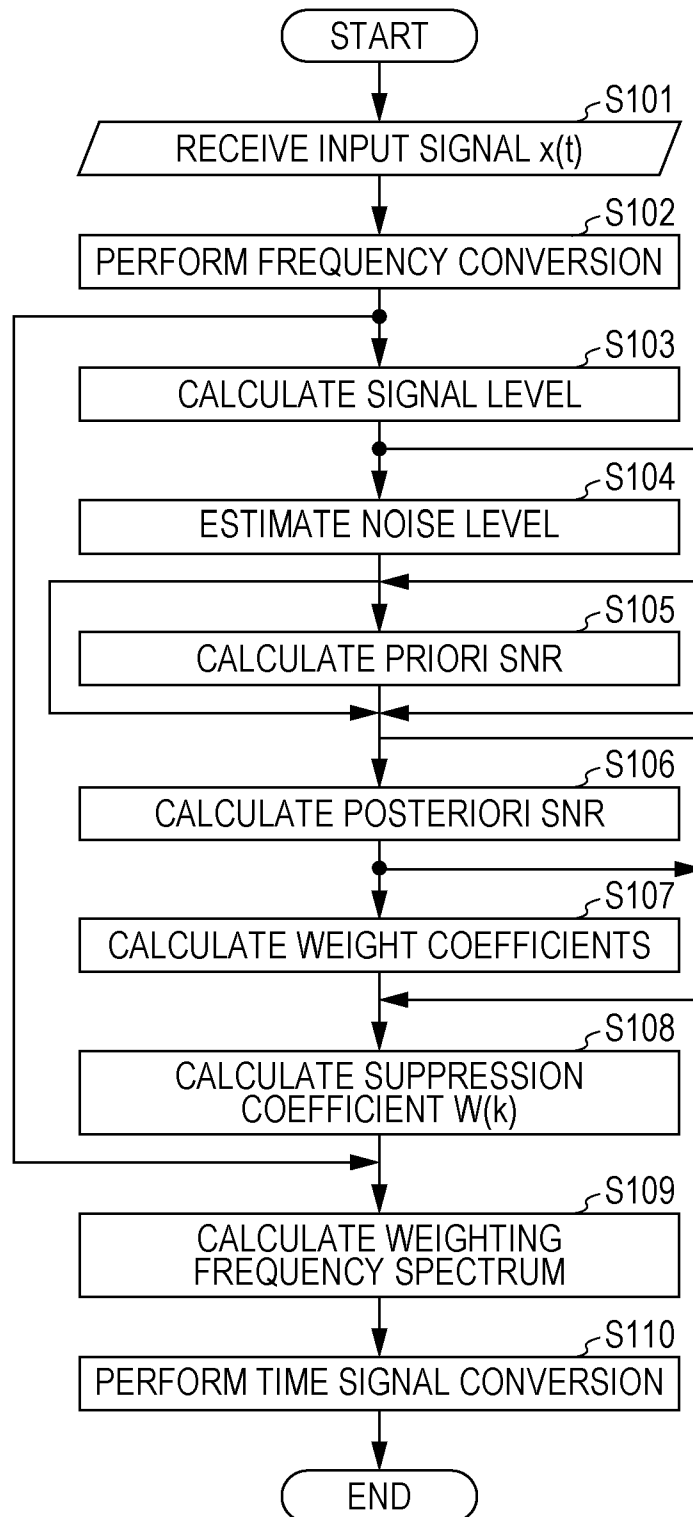 START
S101
RECEIVE INPUT SIGNAL x(t)
S102
PERFORM FREQUENCY CONVERSION
S103
CALCULATE SIGNAL LEVEL
S104
ESTIMATE NOISE LEVEL
S105
CALCULATE PRIORI SNR
S106
CALCULATE POSTERIORI SNR
S107
CALCULATE WEIGHT COEFFICIENTS
S108
CALCULATE SUPPRESSION
COEFFICIENT W(k)
S109
CALCULATE WEIGHTING
FREQUENCY SPECTRUM
S110
PERFORM TIME SIGNAL CONVERSION
END